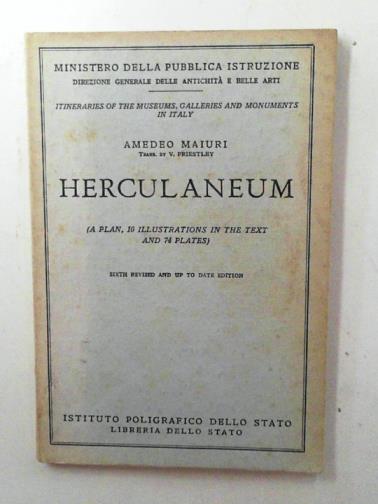 MINISTERO DELLA PUBBLICA ISTRUZIONE
DIREZIONE GENERALE DELLE ANTICHITÀ E BELLE ARTI
ITINERARIES OF THE MUSEUMS, GALLERIES AND MONUMENTS
IN ITALY
AMEDEO MAIURI
TRANS. BY V. PRIESTLEY
HERCULANEUM
(A PLAN, 10 ILLUSTRATIONS IN THE TEXT
AND 74 PLATES)
SIXTH REVISED AND UP TO DATE EDITION
ISTITUTO POLIGRAFICO DELLO STATO
LIBRERIA DELLO STATO